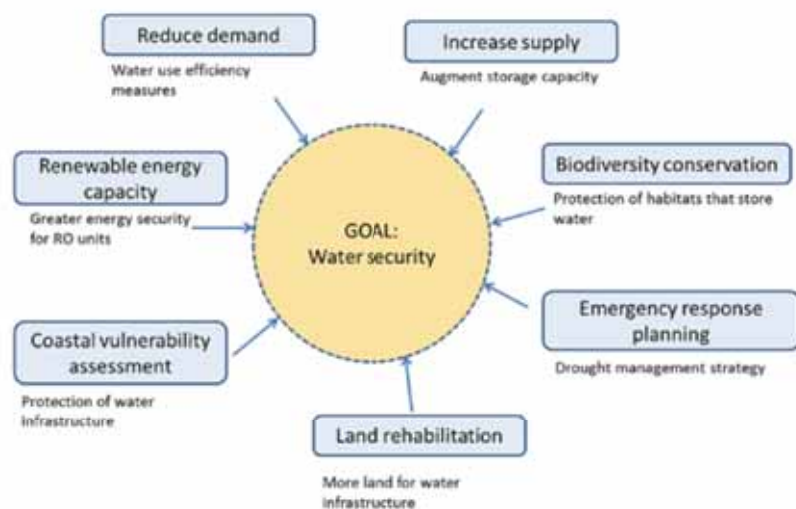 Reduce demand
Water use efficiency
measures
Increase supply
Augment storage capacity
Renewable energy
capacity
Greater energy security
for RO units
Biodiversity conservation
Protection of habitats that store
water
GOAL:
Water security
Coastal vulnerability
assessment
Protection of water
Infrastructure
Emergency response
planning
Drought management strategy
Land rehabilitation
More land for water
infrastructure